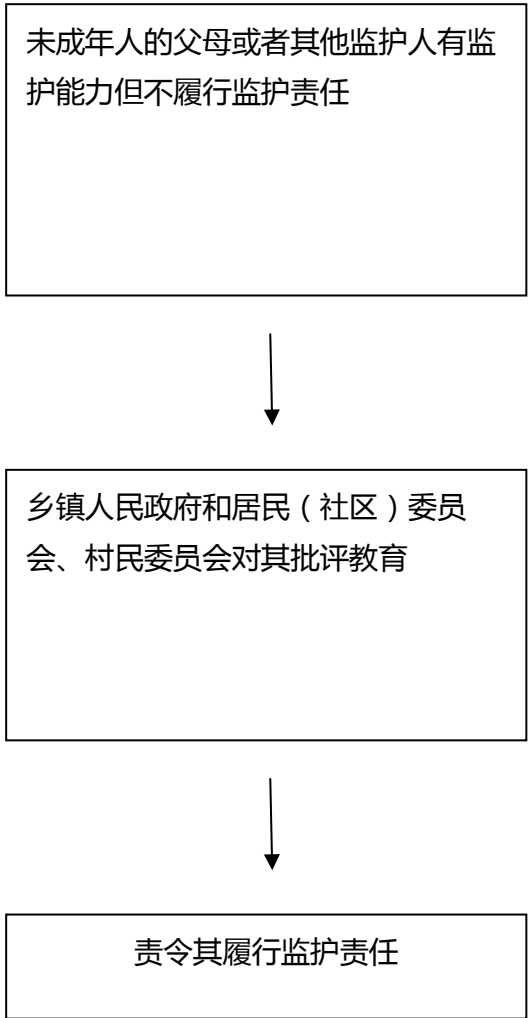 未成年人的父母或者其他监护人有监
护能力但不履行监护责任
乡镇人民政府和居民（社区）委员
会、村民委员会对其批评教育
责令其履行监护责任